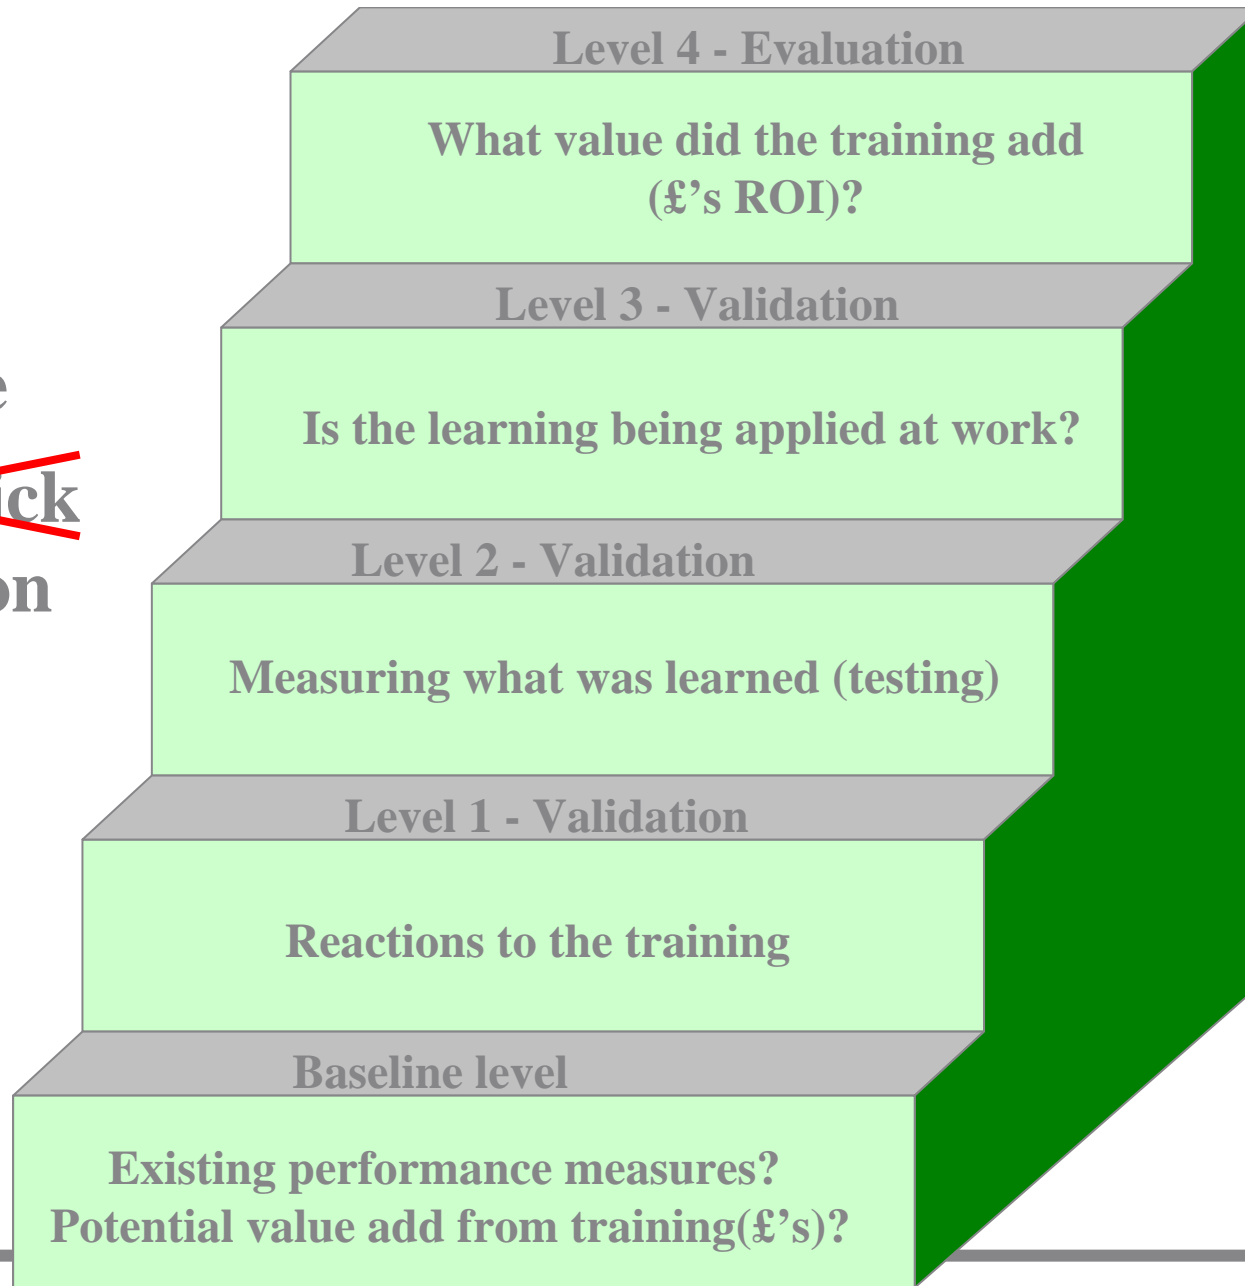 Level 4 - Evaluation
What value did the training add
(£’s ROI)?
Level 3 - Validation
Is the learning being applied at work?
Level 2 - Validation
Measuring what was learned (testing)
Level 1 - Validation
Reactions to the training
Baseline level
Existing performance measures?
Potential value add from training(£’s)?